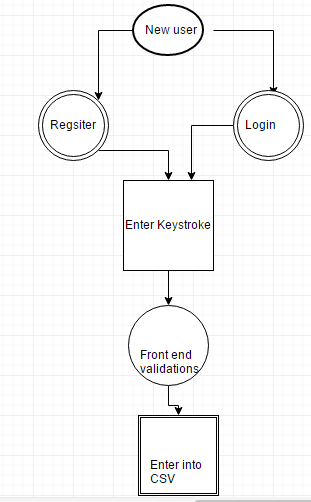 New user
Regsiter
Login
Enter Keystroke
Front end
validations
Enter into
CSV